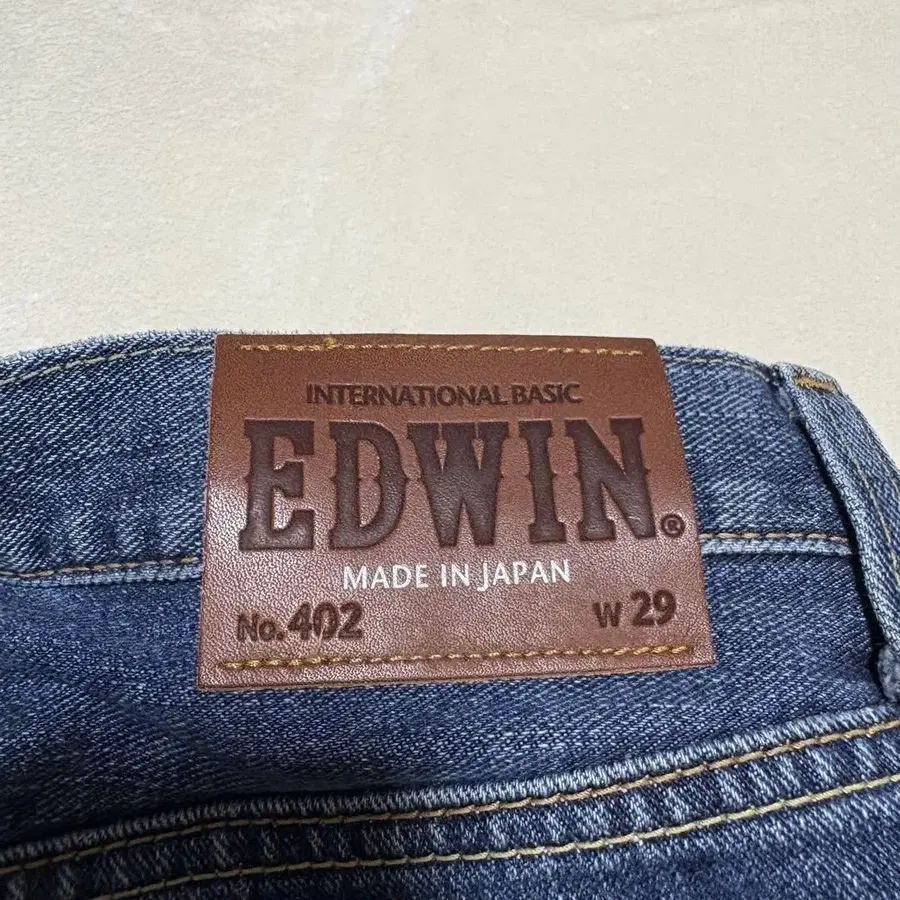 INTERNATIONAL BASIC
EDWIN®
MADE IN JAPAN
No. 402 W 29